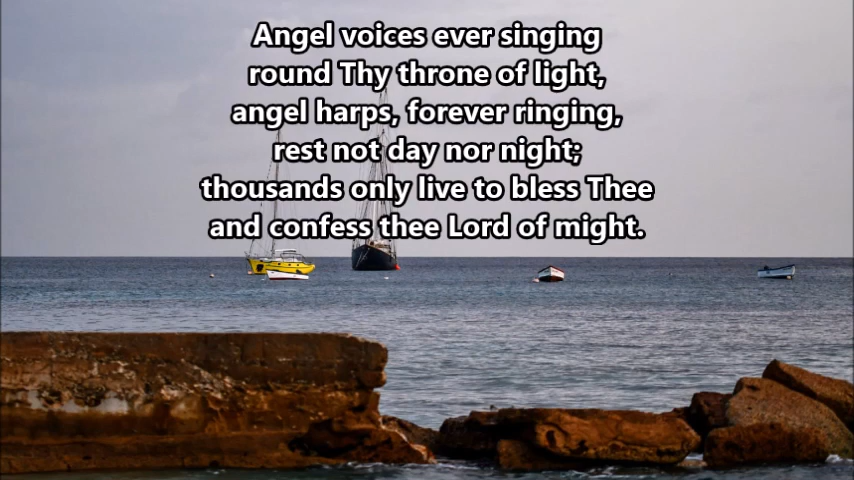 Angel voices ever singing
round Thy throne of light,
angel harps, forever ringing,
rest not day nor night;
thousands only live to bless Thee
and confess thee Lord of might.